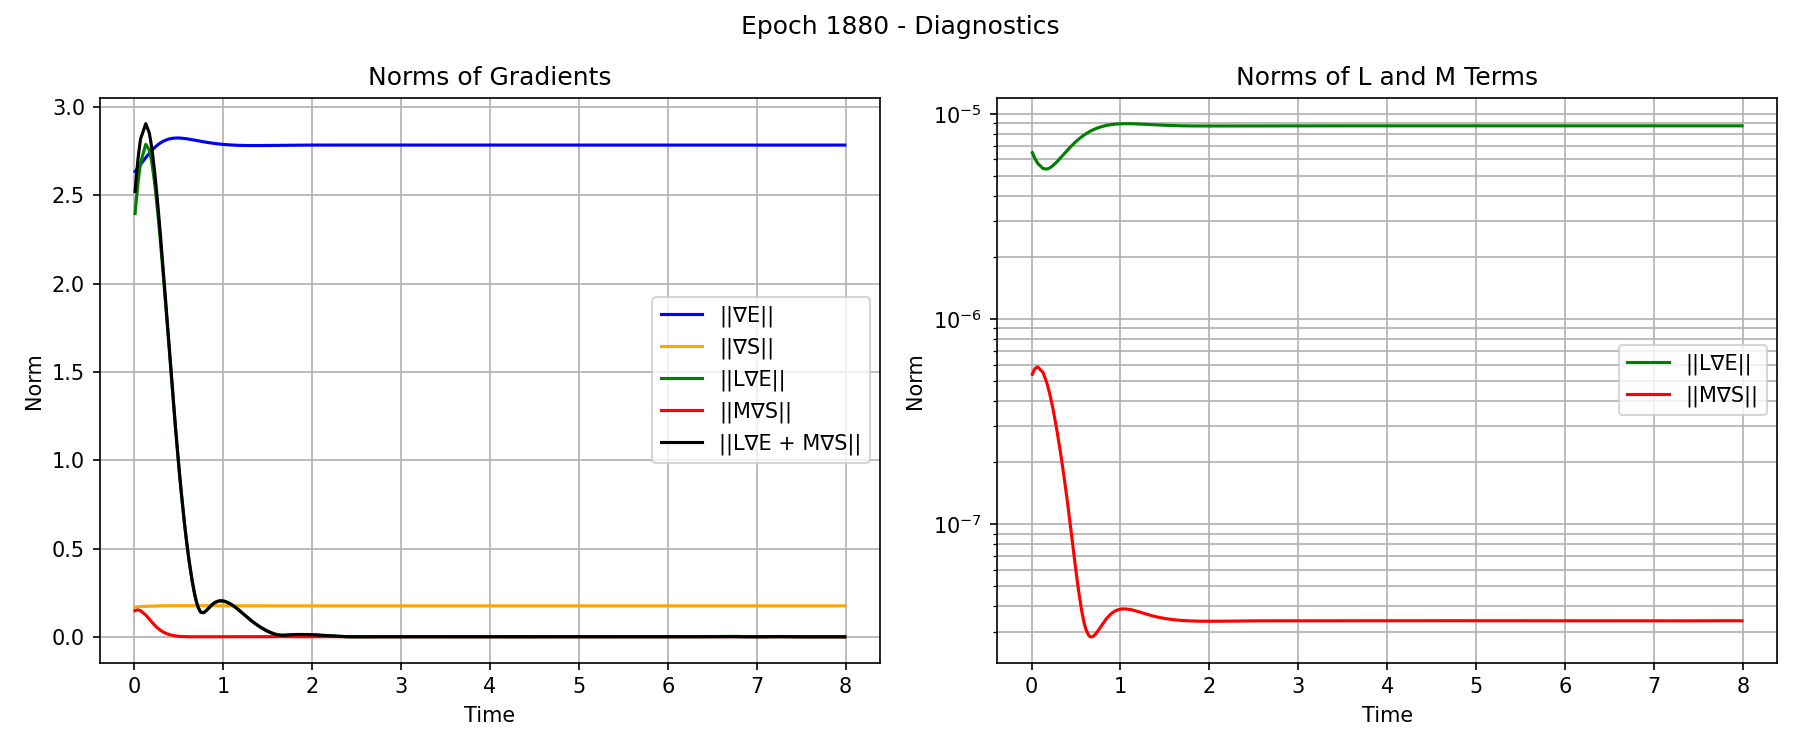 Epoch 1880 - Diagnostics
Norms of Gradients
Norm
3.0
2.5
2.0
1.5
1.0
0.5
0.0
||∇E||
||∇S||
||L∇E||
||M∇S||
||L∇E + M∇S||
0 1 2 3 4 5 6 7 8
Time
Norms of L and M Terms
Norm
10⁻⁵
10⁻⁶
10⁻⁷
||L∇E||
||M∇S||
0 1 2 3 4 5 6 7 8
Time